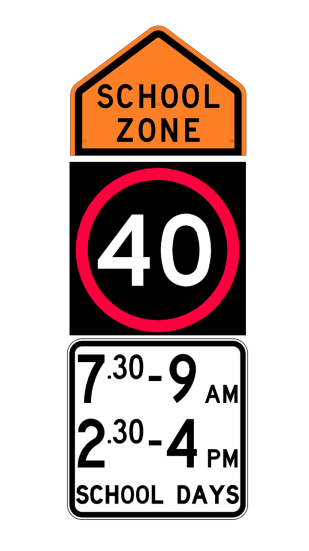 SCHOOL
ZONE
40
7.30-9 AM
2.30-4 PM
SCHOOL DAYS